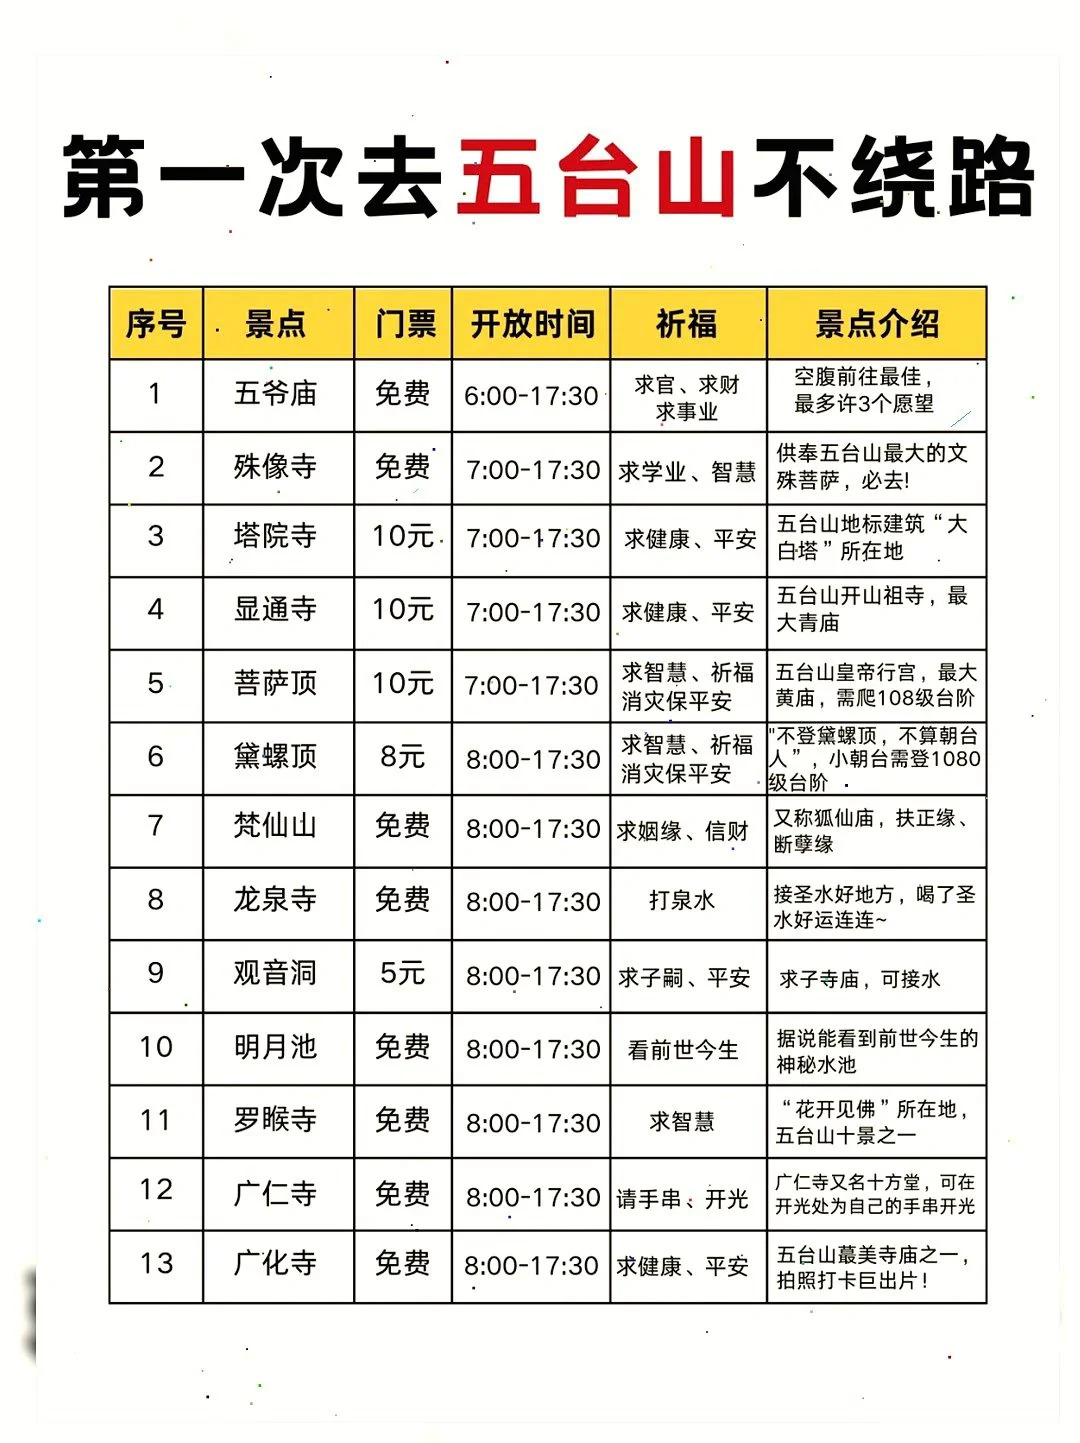 第一次去五台山不绕路
序号 景点 门票 开放时间 祈福 景点介绍
1 五爷庙 免费 6:00-17:30 求官、求财 空腹前往最佳，
求事业 最多许3个愿望
2 殊像寺 免费 7:00-17:30 求学业、智慧 供奉五台山最大的文
殊菩萨，必去!
3 塔院寺 10元 7:00-17:30 求健康、平安 五台山地标建筑“大
白塔”所在地
4 显通寺 10元 7:00-17:30 求健康、平安 五台山开山祖寺，最
大青庙
5 菩萨顶 10元 7:00-17:30 求智慧、祈福 五台山皇帝行宫，最大
消灾保平安 黄庙，需爬108级台阶
6 黛螺顶 8元 8:00-17:30 求智慧、祈福 "不登黛螺顶，不算朝台
消灾保平安 人”，小朝台需登1080
级台阶
7 梵仙山 免费 8:00-17:30 求姻缘、信财 又称狐仙庙，扶正缘、
断孽缘
8 龙泉寺 免费 8:00-17:30 打泉水 接圣水好地方，喝了圣
水好运连连~
9 观音洞 5元 8:00-17:30 求子嗣、平安 求子寺庙，可接水
10 明月池 免费 8:00-17:30 看前世今生 据说能看到前世今生的
神秘水池
11 罗睺寺 免费 8:00-17:30 求智慧 “花开见佛”所在地，
五台山十景之一
12 广仁寺 免费 8:00-17:30 请手串、开光 广仁寺又名十方堂，可在
开光处为自己的手串开光
13 广化寺 免费 8:00-17:30 求健康、平安 五台山蕞美寺庙之一，
拍照打卡巨出片！